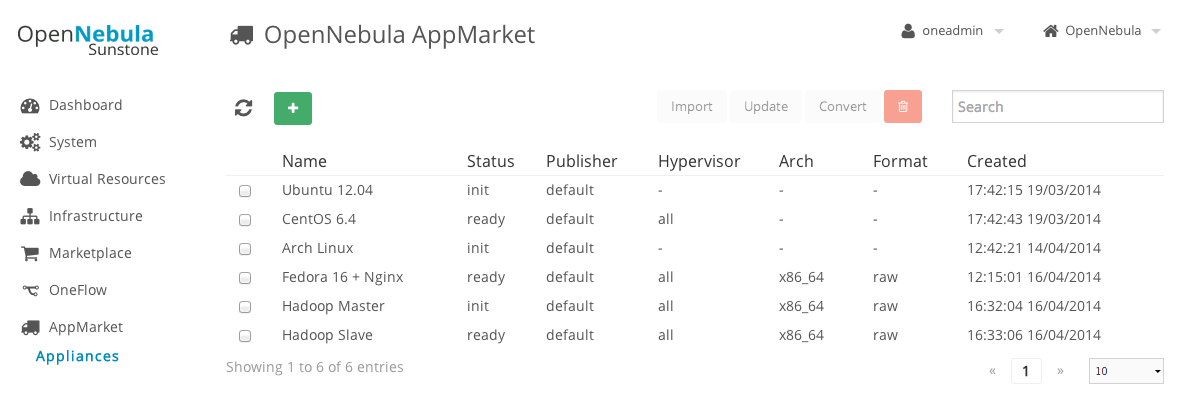 OpenNebula
Sunstone
OpenNebula AppMarket
oneadmin
OpenNebula
Dashboard
System
Virtual Resources
Infrastructure
Marketplace
OneFlow
AppMarket
Appliances
+
Import Update Convert
Search
Name Status Publisher Hypervisor Arch Format Created
Ubuntu 12.04 init default - - - 17:42:15 19/03/2014
CentOS 6.4 ready default all - - 17:42:43 19/03/2014
Arch Linux init default - - - 12:42:21 14/04/2014
Fedora 16 + Nginx ready default all x86_64 raw 12:15:01 16/04/2014
Hadoop Master init default all x86_64 raw 16:32:04 16/04/2014
Hadoop Slave ready default all x86_64 raw 16:33:06 16/04/2014
Showing 1 to 6 of 6 entries
« 1 » 10